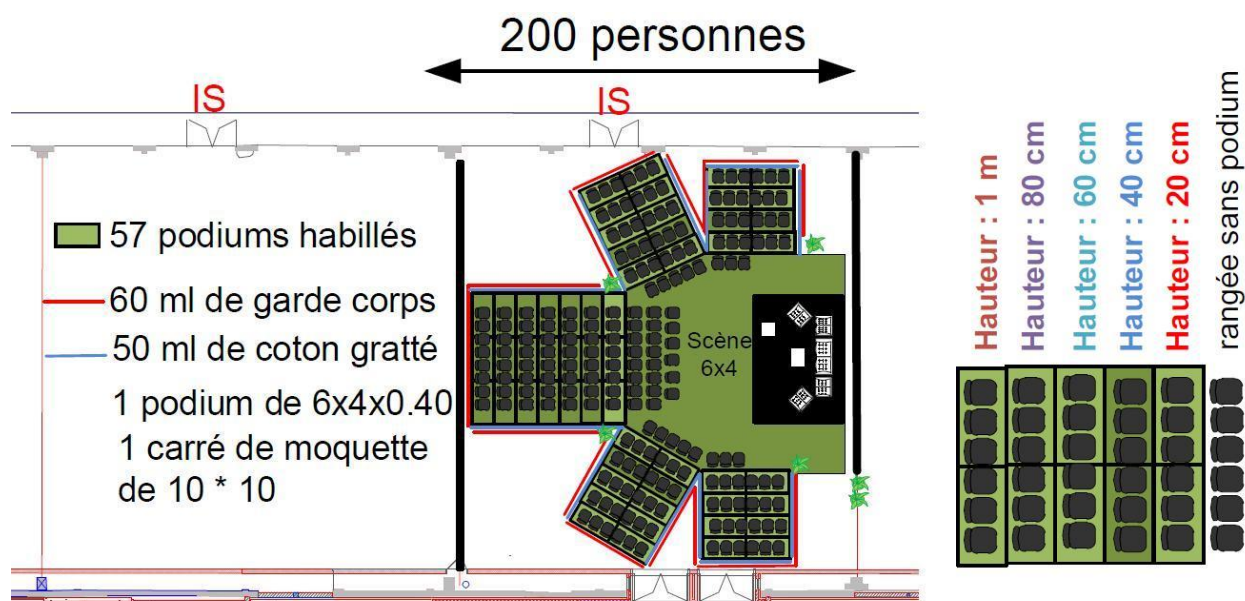 200 personnes
IS
IS
57 podiums habillés
60 ml de garde corps
50 ml de coton gratté
1 podium de 6x4x0.40
1 carré de moquette
de 10 * 10
Scène
6x4
Hauteur : 1 m
Hauteur : 80 cm
Hauteur : 60 cm
Hauteur : 40 cm
Hauteur : 20 cm
rangée sans podium